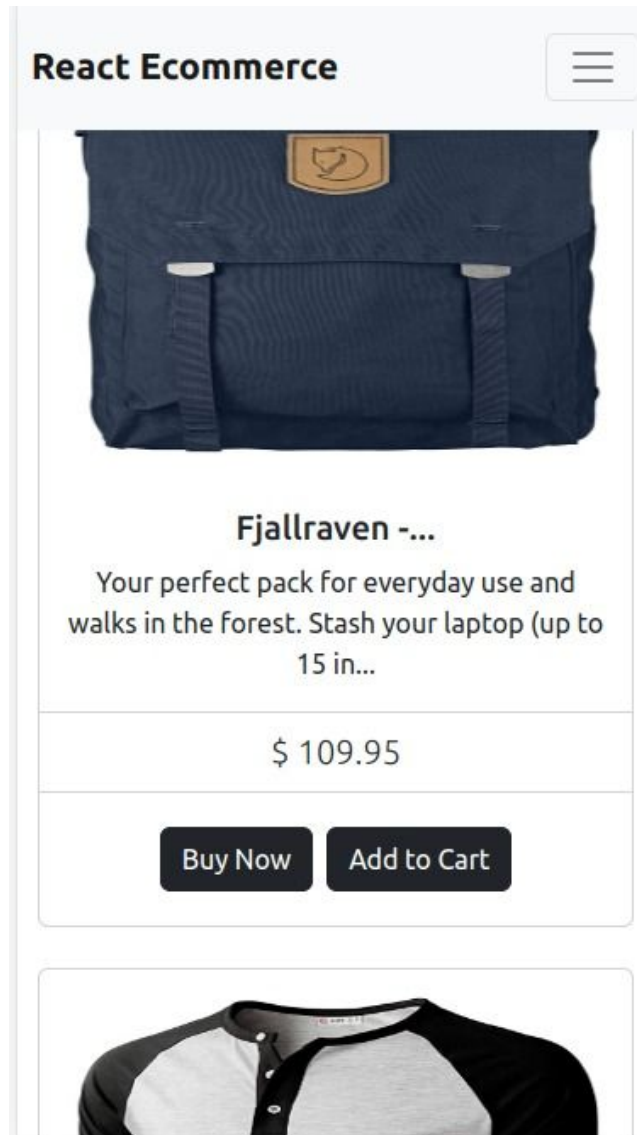 React Ecommerce
Fjallraven -...
Your perfect pack for everyday use and
walks in the forest. Stash your laptop (up to
15 in...
$ 109.95
Buy Now
Add to Cart